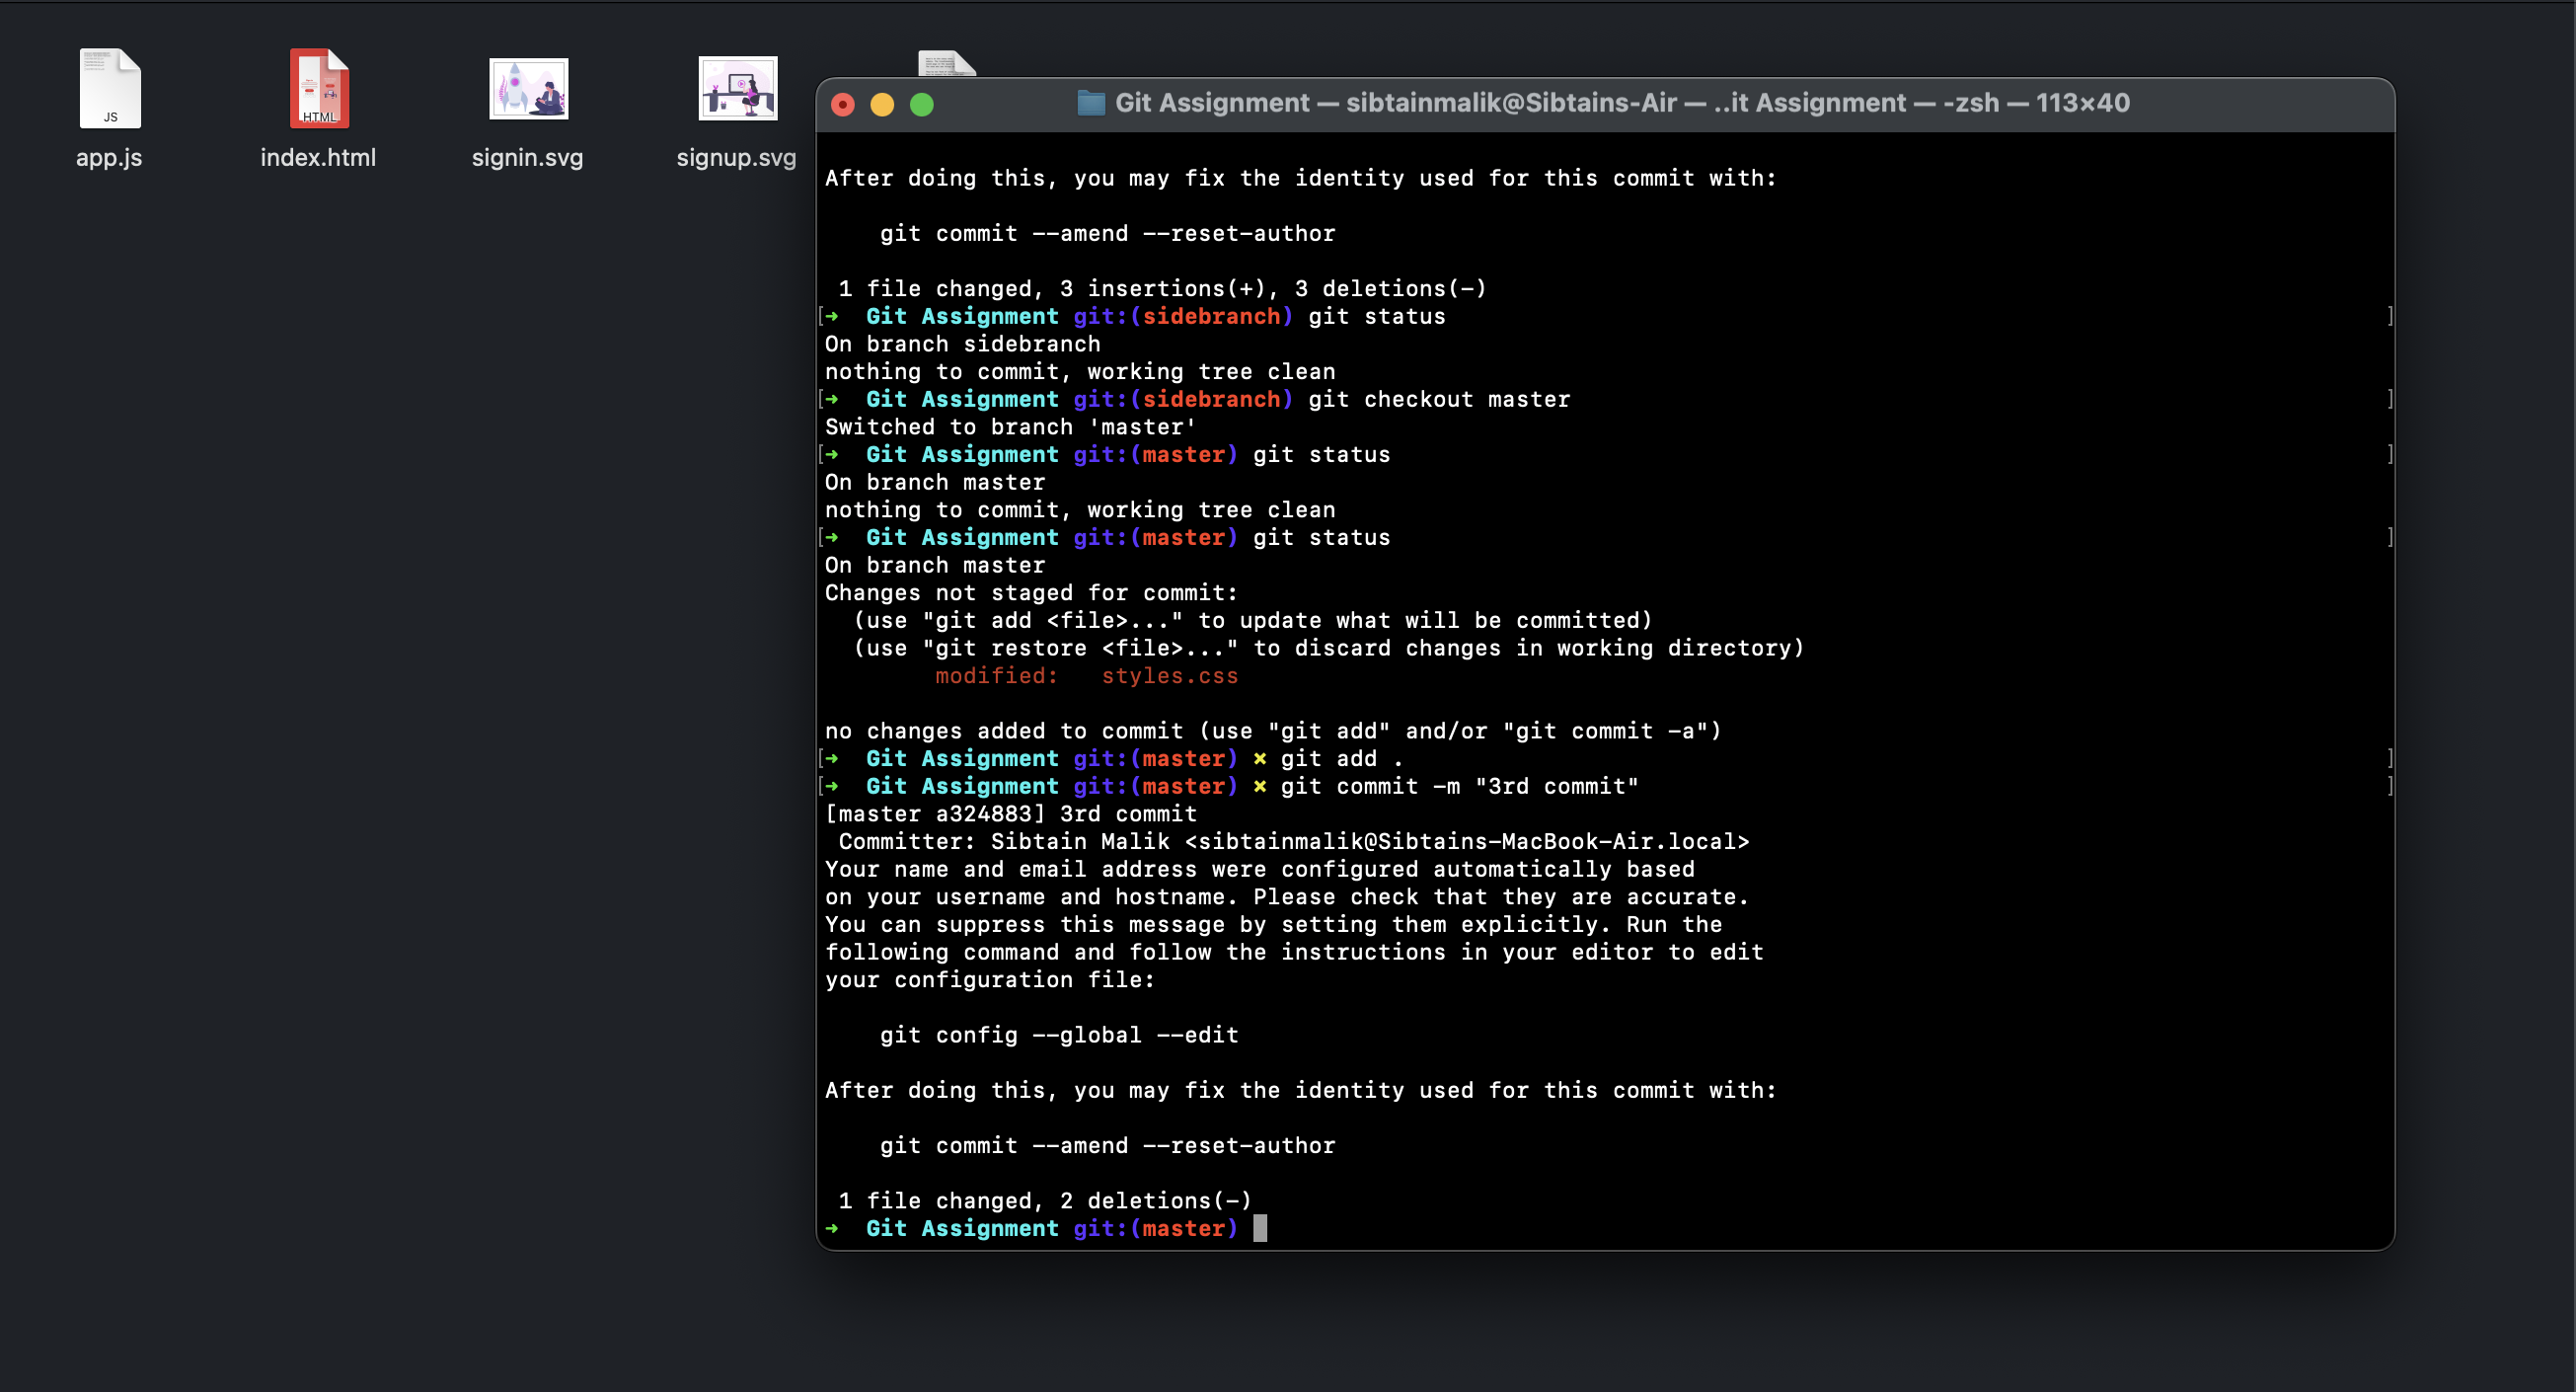 JS
app.js
HTML
index.html
signin.svg
signup.svg
Git Assignment — sibtainmalik@Sibtains-Air — ..it Assignment — -zsh — 113×40
After doing this, you may fix the identity used for this commit with:
git commit --amend --reset-author
1 file changed, 3 insertions(+), 3 deletions(-)
[➜  Git Assignment git:(sidebranch) git status ]
On branch sidebranch
nothing to commit, working tree clean
[➜  Git Assignment git:(sidebranch) git checkout master ]
Switched to branch 'master'
[➜  Git Assignment git:(master) git status ]
On branch master
nothing to commit, working tree clean
[➜  Git Assignment git:(master) git status ]
On branch master
Changes not staged for commit:
(use "git add <file>..." to update what will be committed)
(use "git restore <file>..." to discard changes in working directory)
modified:   styles.css
no changes added to commit (use "git add" and/or "git commit -a")
[➜  Git Assignment git:(master) ✗ git add . ]
[➜  Git Assignment git:(master) ✗ git commit -m "3rd commit" ]
[master a324883] 3rd commit
Committer: Sibtain Malik <sibtainmalik@Sibtains-MacBook-Air.local>
Your name and email address were configured automatically based
on your username and hostname. Please check that they are accurate.
You can suppress this message by setting them explicitly. Run the
following command and follow the instructions in your editor to edit
your configuration file:
git config --global --edit
After doing this, you may fix the identity used for this commit with:
git commit --amend --reset-author
1 file changed, 2 deletions(-)
➜  Git Assignment git:(master)